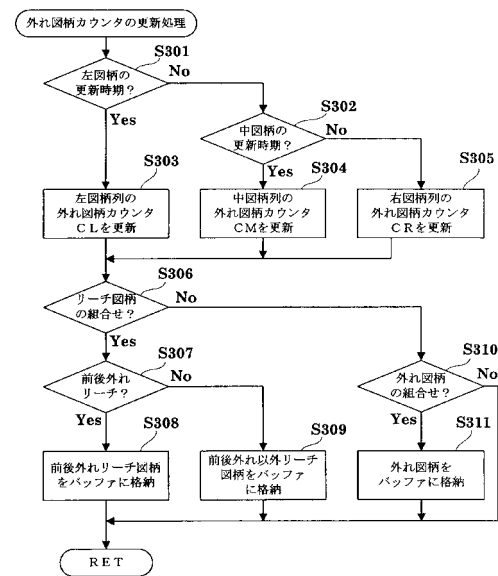 外れ図柄カウンタの更新処理
S301
左図柄の
更新時期?
No
Yes
S302
中図柄の
更新時期?
No
Yes
S303
左図柄列の
外れ図柄カウンタ
CLを更新
S304
中図柄列の
外れ図柄カウンタ
CMを更新
S305
右図柄列の
外れ図柄カウンタ
CRを更新
S306
リーチ図柄
の組合せ?
No
Yes
S307
前後外れ
リーチ?
No
Yes
S310
外れ図柄
の組合せ?
No
Yes
S308
前後外れリーチ図柄
をバッファに格納
S309
前後外れ以外リーチ
図柄をバッファに
格納
S311
外れ図柄を
バッファに格納
RET